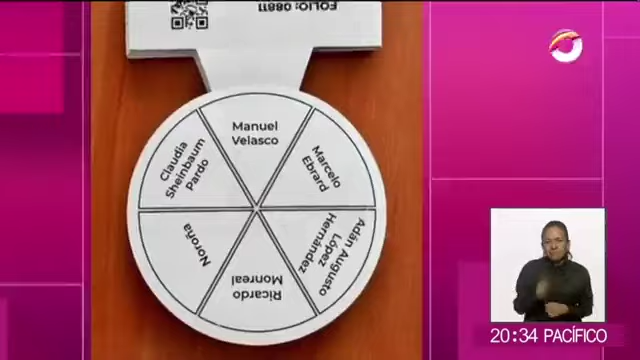 FOLIO: 08811
Manuel
Velasco
Marcelo
Ebrard
Adán Augusto
López
Hernández
Ricardo
Monreal
Noroña
Claudia
Sheinbaum
Pardo
20:34 PACÍFICO